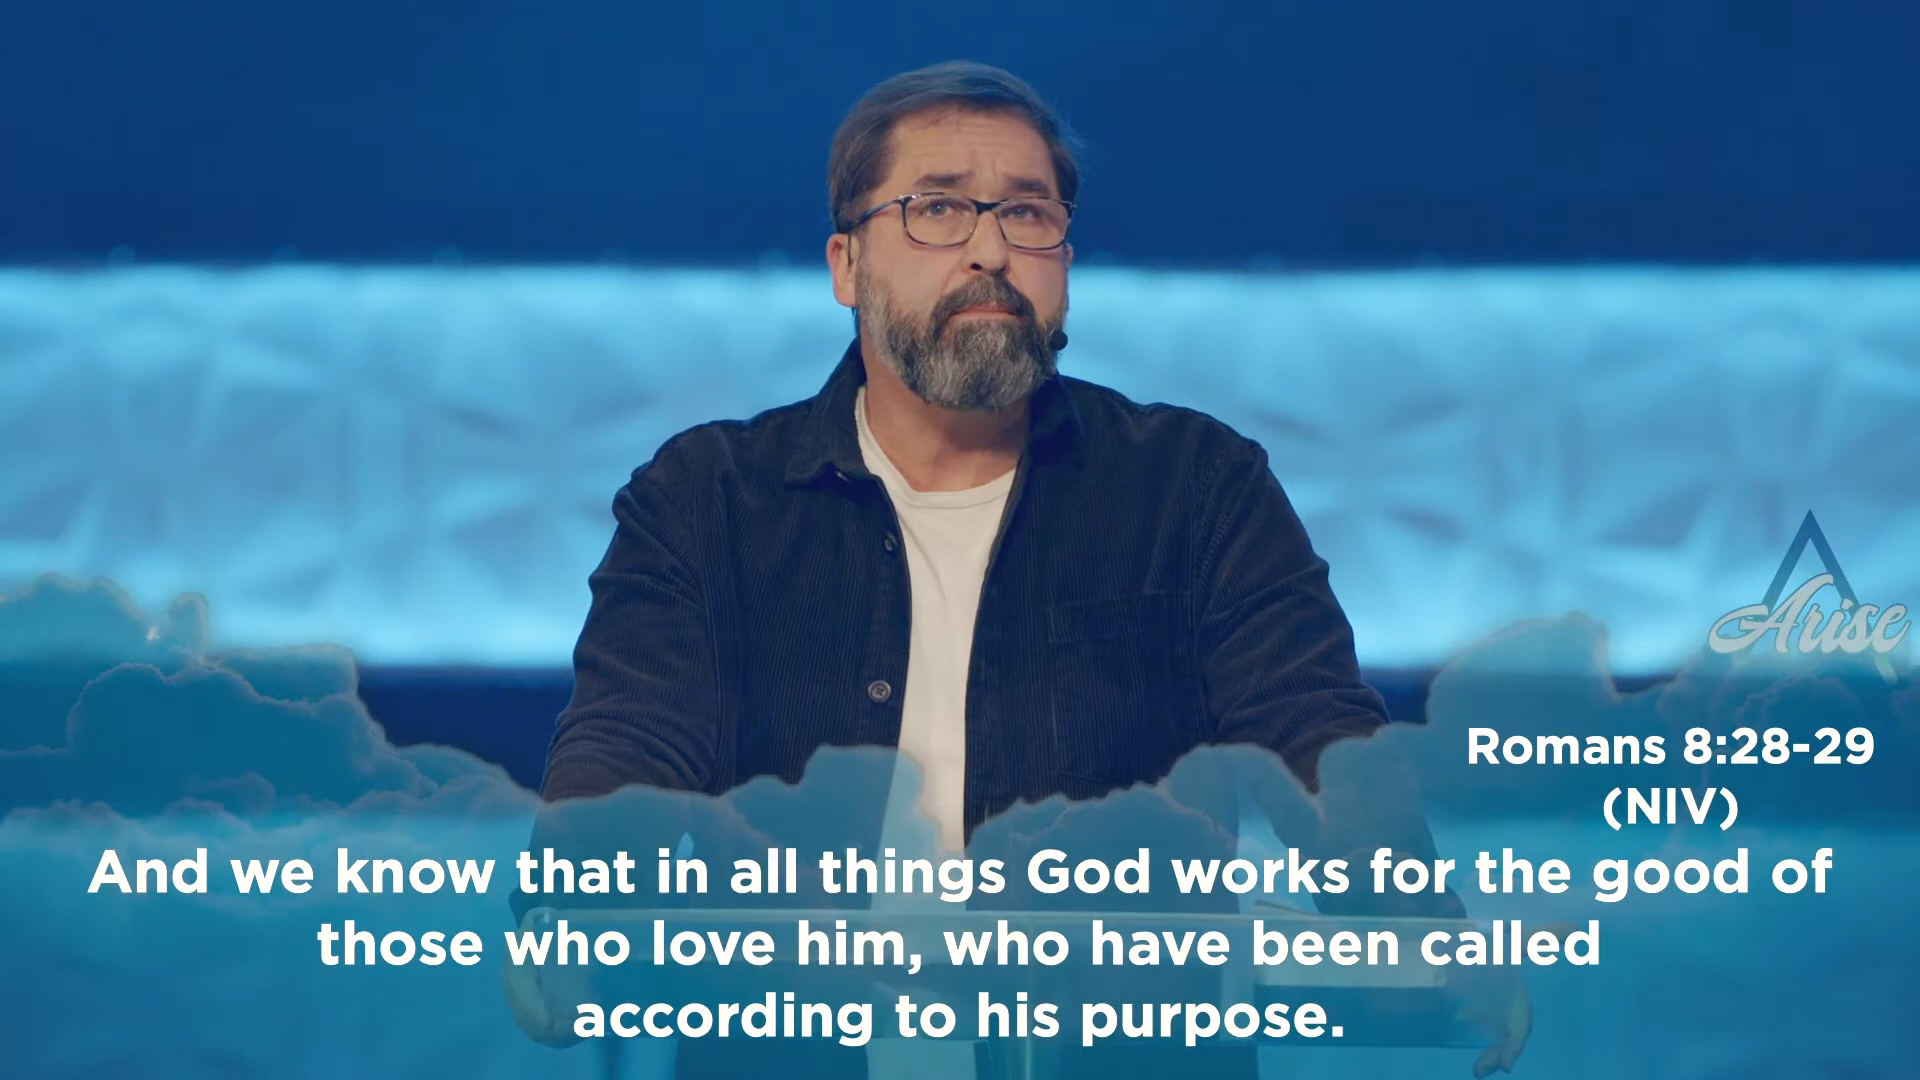 Arise
Romans 8:28-29
(NIV)
And we know that in all things God works for the good of
those who love him, who have been called
according to his purpose.